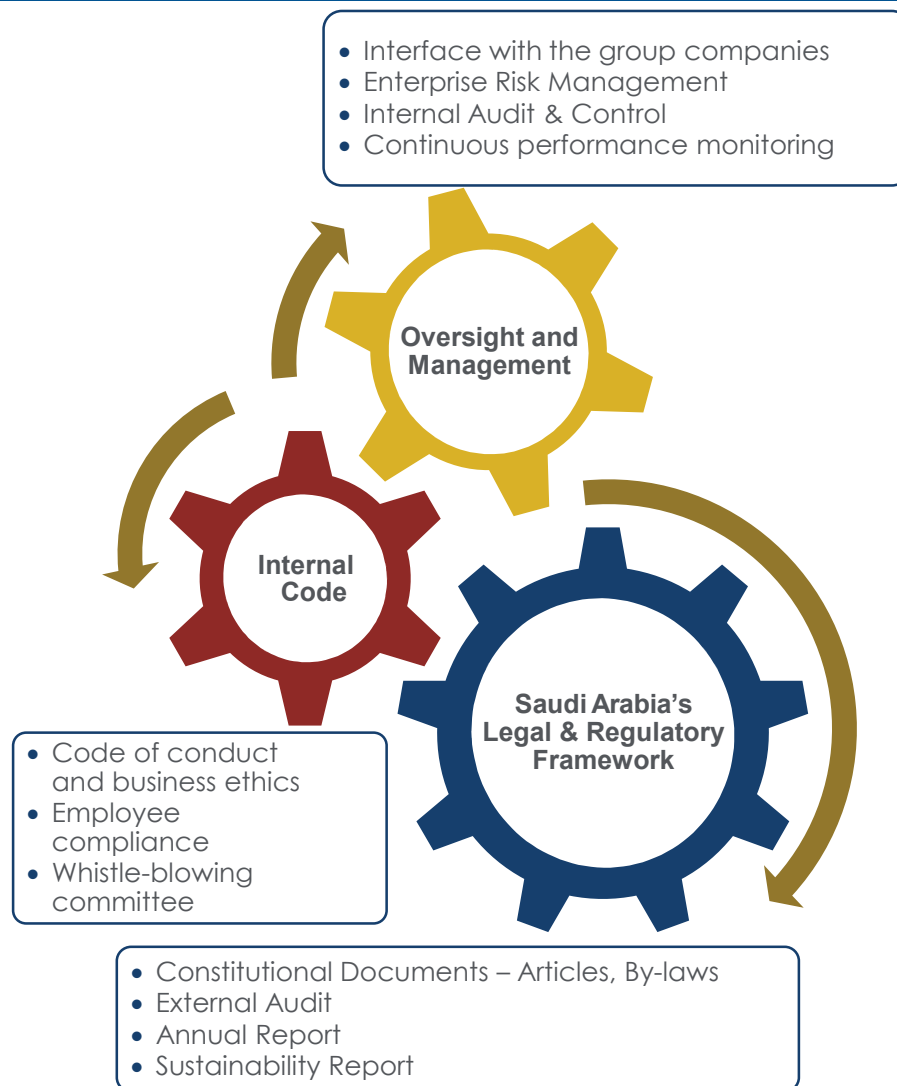 • Interface with the group companies
• Enterprise Risk Management
• Internal Audit & Control
• Continuous performance monitoring
Oversight and
Management
Internal
Code
Saudi Arabia’s
Legal & Regulatory
Framework
• Code of conduct
and business ethics
• Employee
compliance
• Whistle-blowing
committee
• Constitutional Documents – Articles, By-laws
• External Audit
• Annual Report
• Sustainability Report